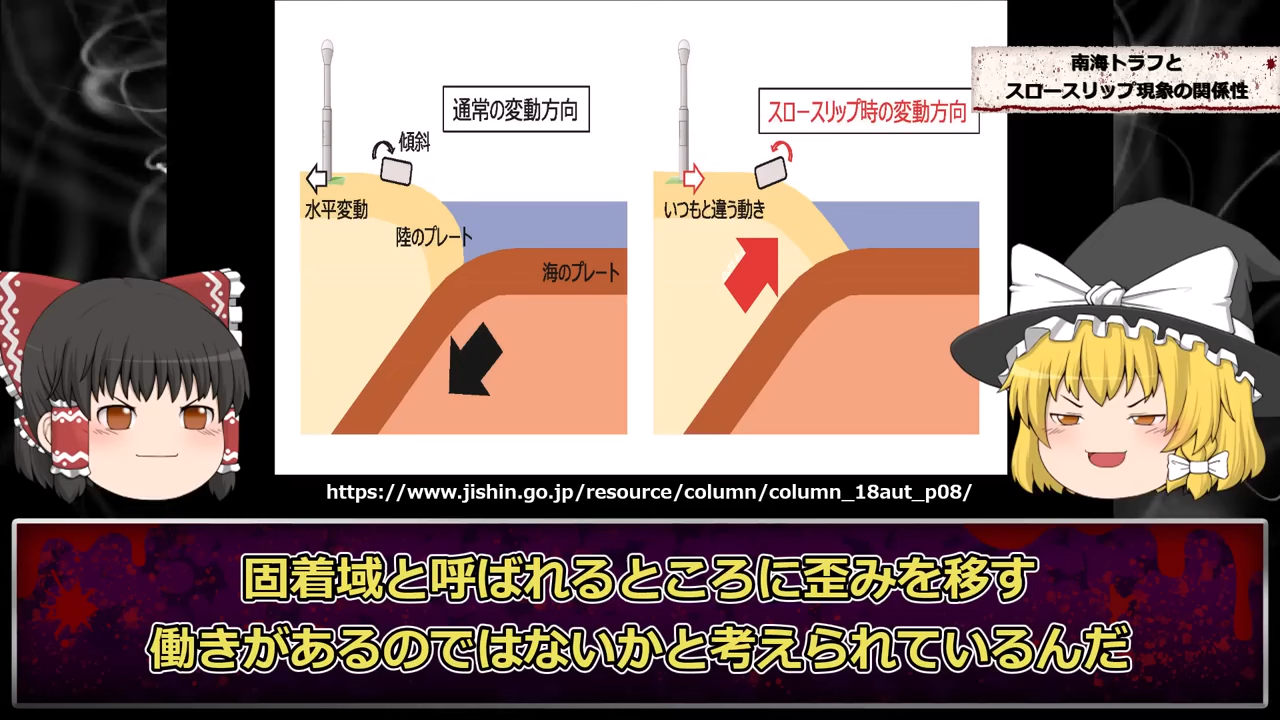 南海トラフと
スロースリップ現象の関係性
通常の変動方向
傾斜
水平変動
陸のプレート
海のプレート
スロースリップ時の変動方向
いつもと違う動き
https://www.jishin.go.jp/resource/column/column_18aut_p08/
固着域と呼ばれるところに歪みを移す
働きがあるのではないかと考えられているんだ